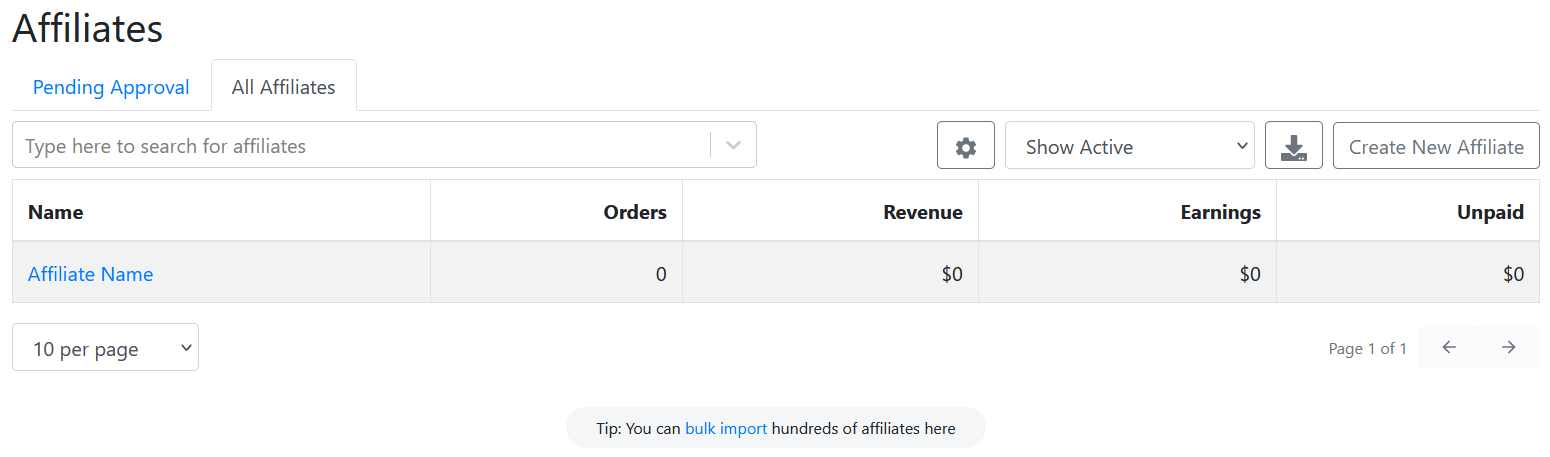 Affiliates
Pending Approval All Affiliates
Type here to search for affiliates Show Active Create New Affiliate
Name Orders Revenue Earnings Unpaid
Affiliate Name 0 $0 $0 $0
10 per page Page 1 of 1
Tip: You can bulk import hundreds of affiliates here